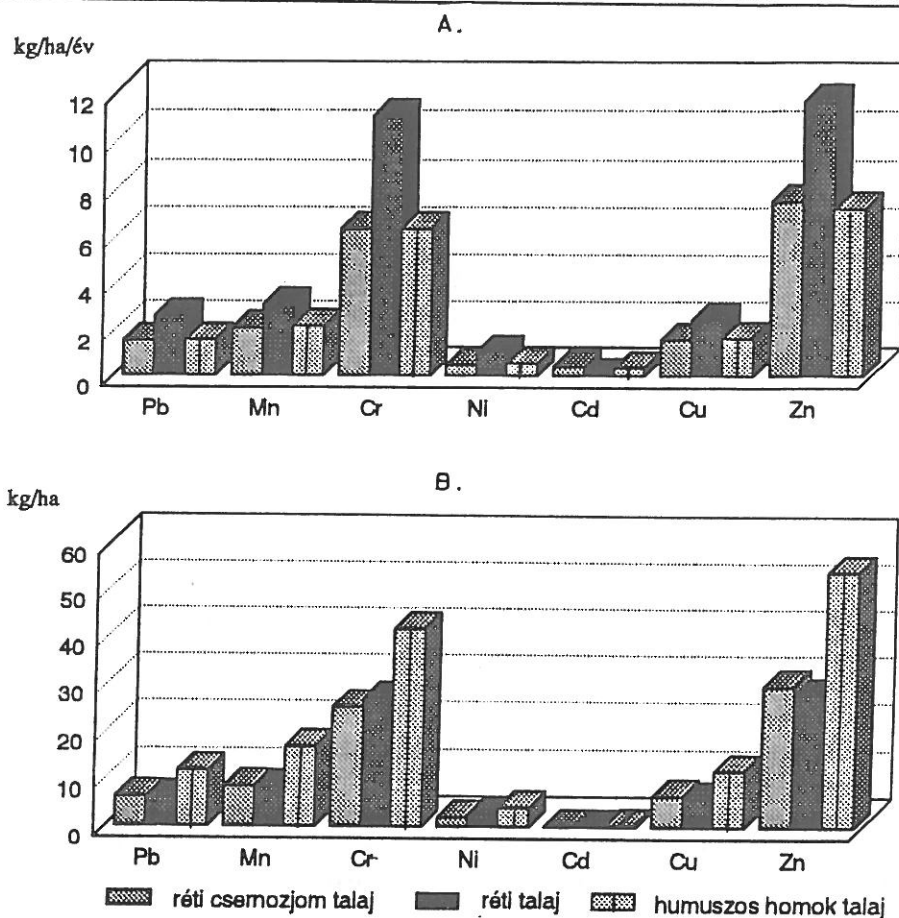 A.
kg/ha/év
12
10
8
6
4
2
0
Pb Mn Cr Ni Cd Cu Zn
B.
kg/ha
60
50
40
30
20
10
0
Pb Mn Cr Ni Cd Cu Zn
réti csernozjom talaj réti talaj humuszos homok talaj